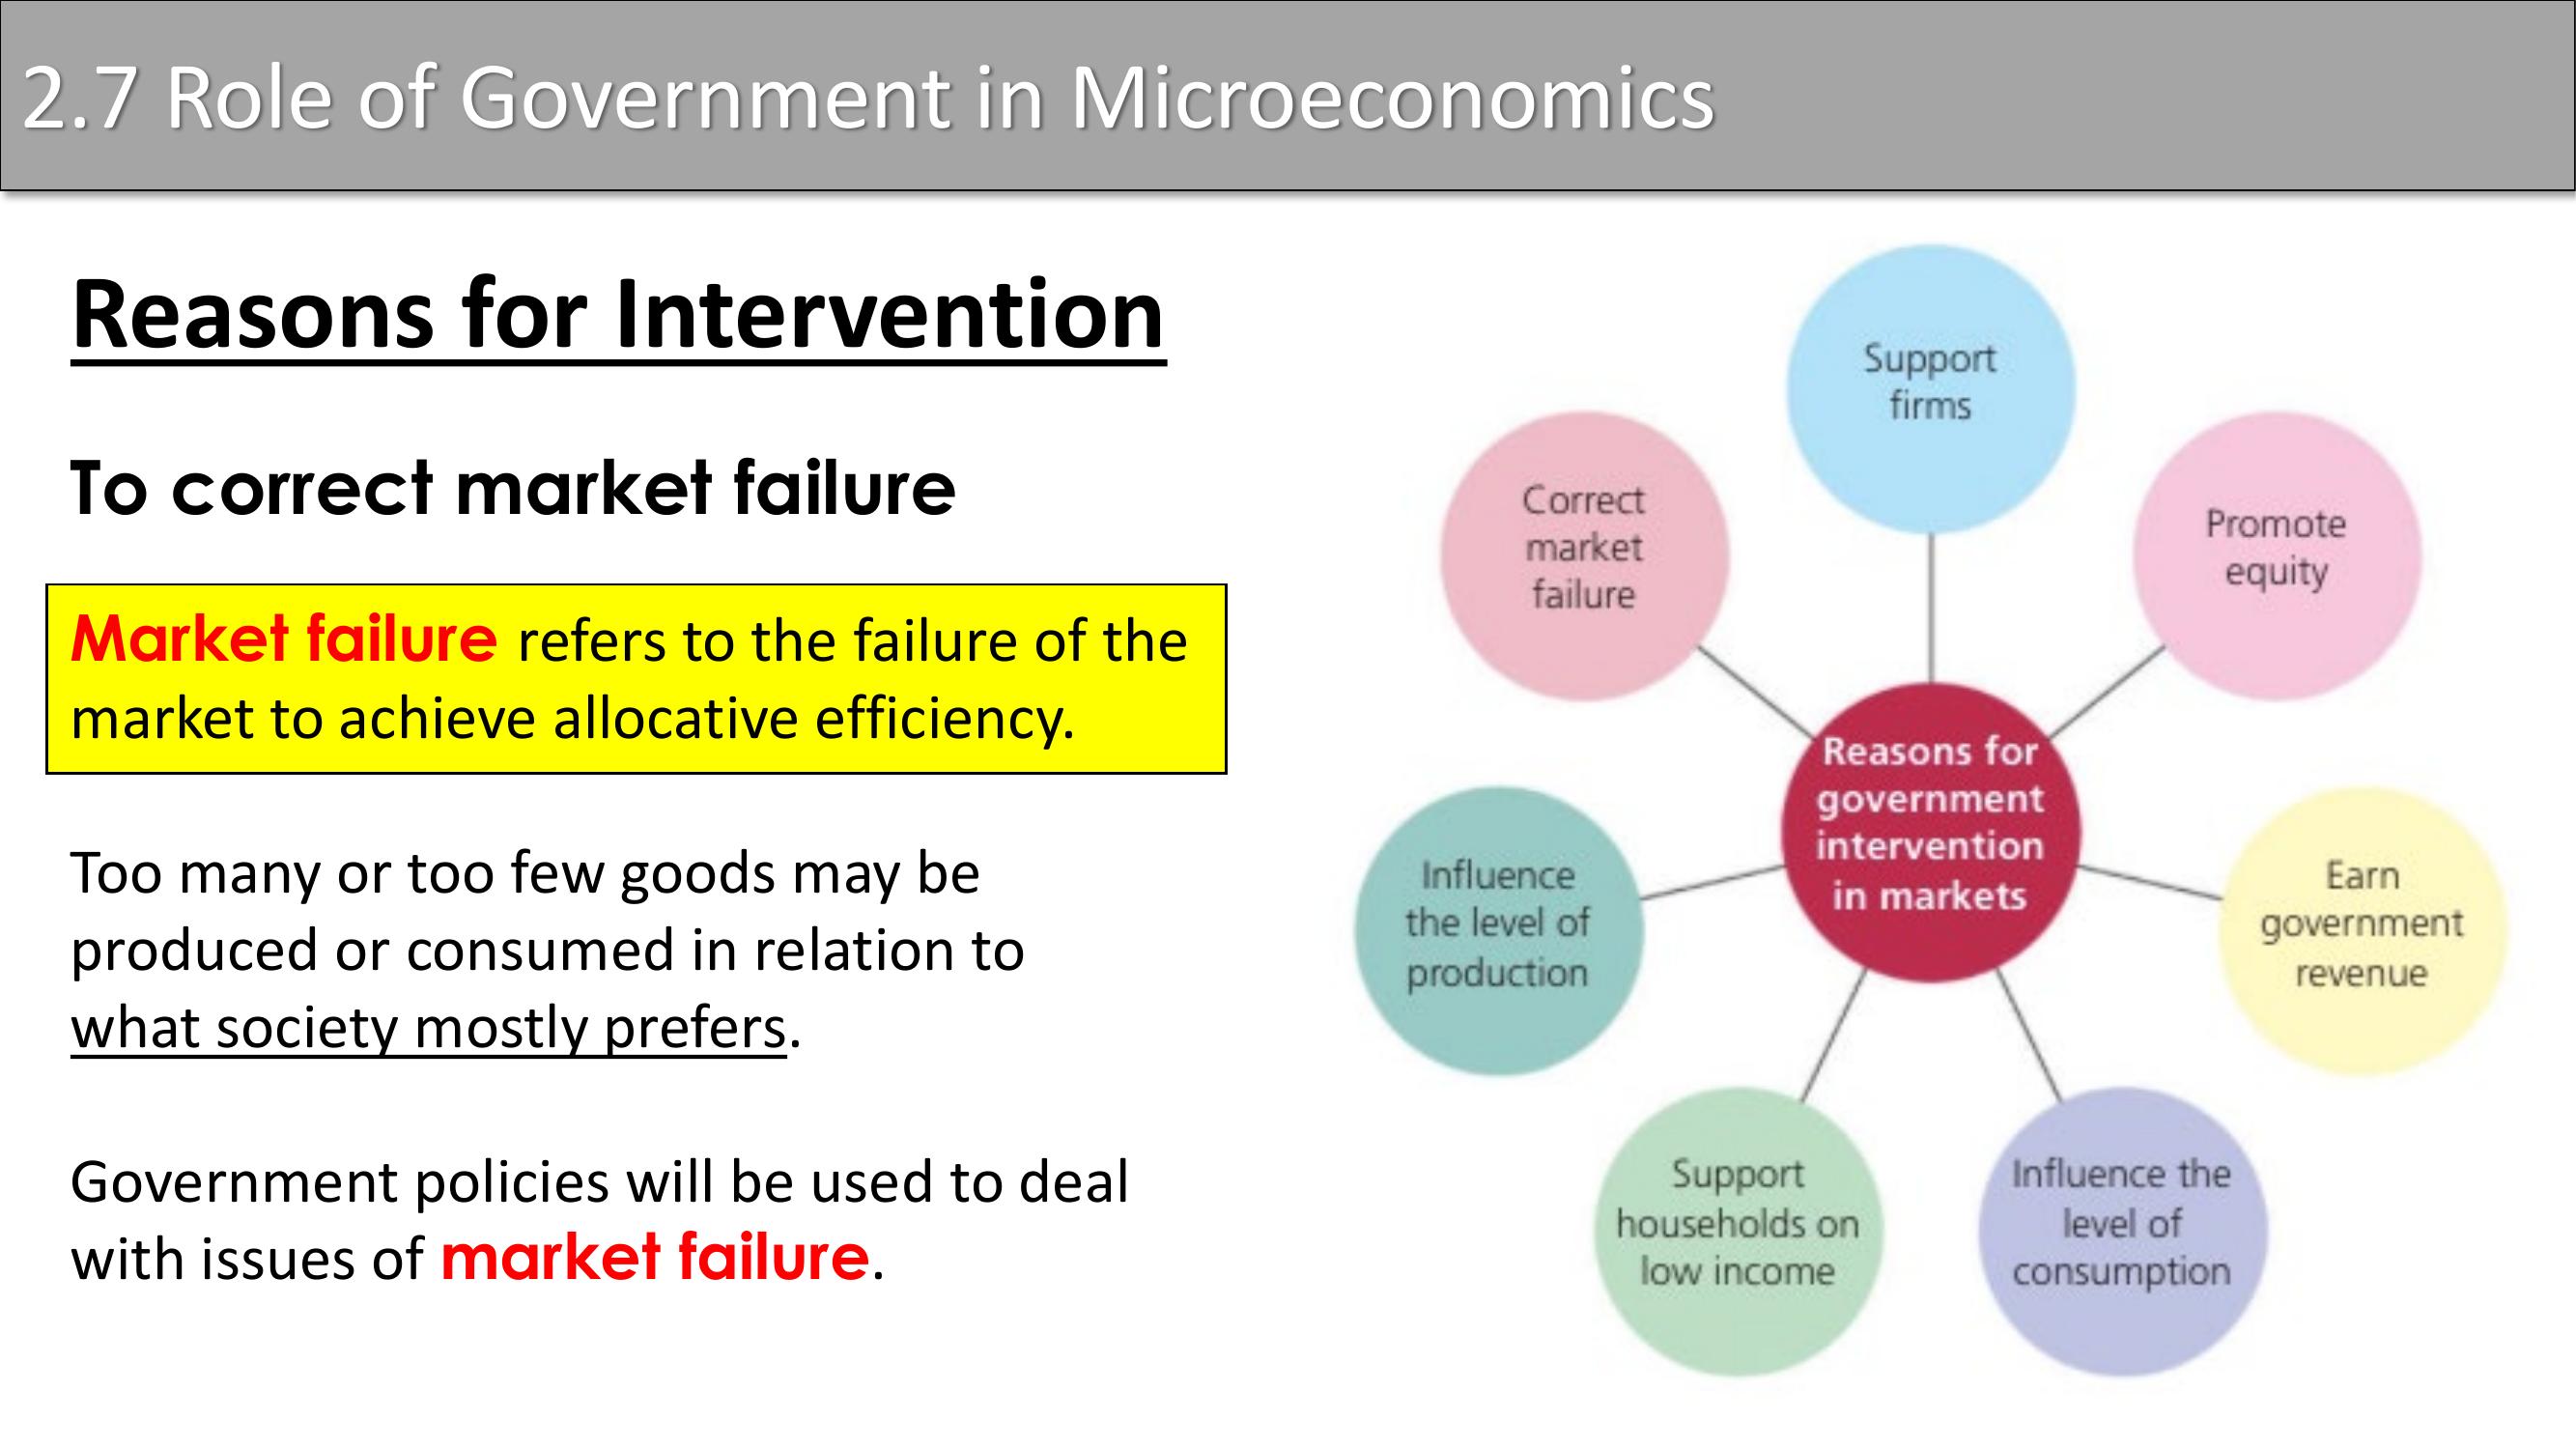 2.7 Role of Government in Microeconomics
Reasons for Intervention
To correct market failure
Market failure refers to the failure of the
market to achieve allocative efficiency.
Too many or too few goods may be
produced or consumed in relation to
what society mostly prefers.
Government policies will be used to deal
with issues of market failure.
Support
firms
Correct
market
failure
Promote
equity
Reasons for
government
intervention
in markets
Influence
the level of
production
Earn
government
revenue
Support
households on
low income
Influence the
level of
consumption